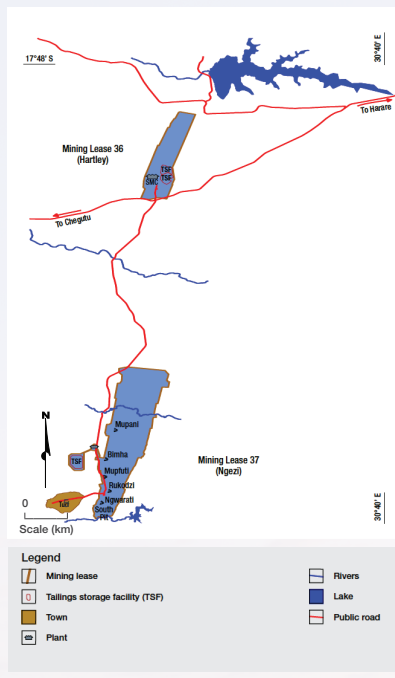 17°48' S
30°40' E
To Harare
Mining Lease 36
(Hartley)
TSF
TSF
SMC
To Chegutu
N
Mupani
Bimha
TSF
Mining Lease 37
(Ngezi)
Mupfuti
Rukodzi
Turf
Ngwarati
South
Pit
0
Scale (km)
30°40' E
Legend
Mining lease
Tailings storage facility (TSF)
Town
Plant
Rivers
Lake
Public road